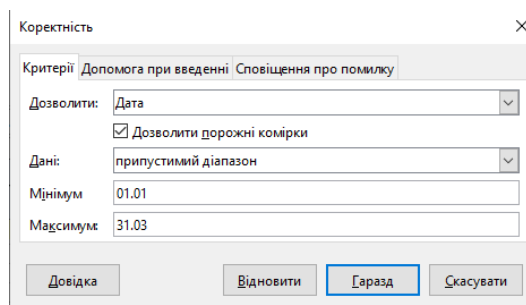 Коректність
Критерії Допомога при введенні Сповіщення про помилку
Дозволити: Дата
Дозволити порожні комірки
Дані: припустимий діапазон
Мінімум 01.01
Максимум: 31.03
Довідка Відновити Гаразд Скасувати